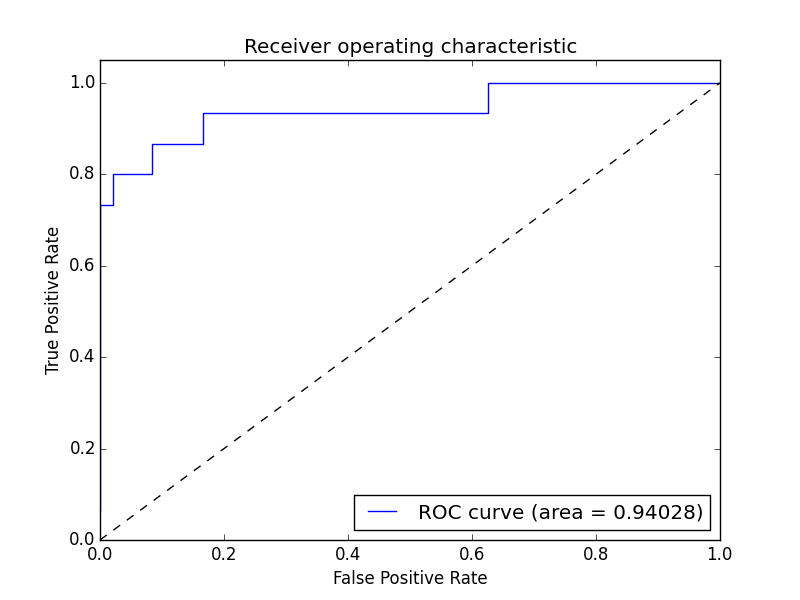 Receiver operating characteristic
1.0
0.8
0.6
0.4
0.2
0.0
True Positive Rate
ROC curve (area = 0.94028)
0.0 0.2 0.4 0.6 0.8 1.0
False Positive Rate